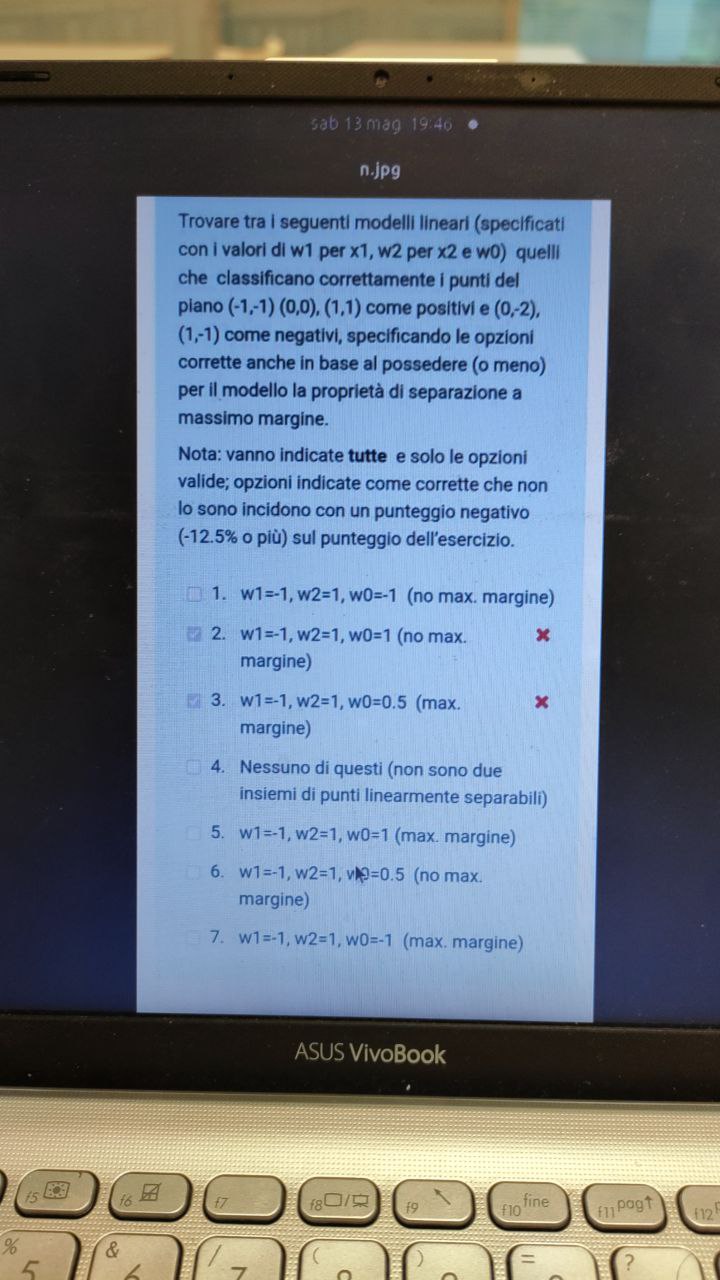 sab 13 mag 19:46
n.jpg
Trovare tra i seguenti modelli lineari (specificati
con i valori di w1 per x1, w2 per x2 e w0) quelli
che classificano correttamente i punti del
piano (-1,-1) (0,0), (1,1) come positivi e (0,-2),
(1,-1) come negativi, specificando le opzioni
corrette anche in base al possedere (o meno)
per il modello la proprietà di separazione a
massimo margine.
Nota: vanno indicate tutte e solo le opzioni
valide; opzioni indicate come corrette che non
lo sono incidono con un punteggio negativo
(-12.5% o più) sul punteggio dell'esercizio.
1. w1=-1, w2=1, w0=-1 (no max. margine)
2. w1=-1, w2=1, w0=1 (no max.
margine)
3. w1=-1, w2=1, w0=0.5 (max.
margine)
4. Nessuno di questi (non sono due
insiemi di punti linearmente separabili)
5. w1=-1, w2=1, w0=1 (max. margine)
6. w1=-1, w2=1, w0=0.5 (no max.
margine)
7. w1=-1, w2=1, w0=-1 (max. margine)
ASUS VivoBook
f5 f6 f7 f8 f9 f10 fine f11 pag↑ f12
% 5 & 6 / 7 ( ) = ?